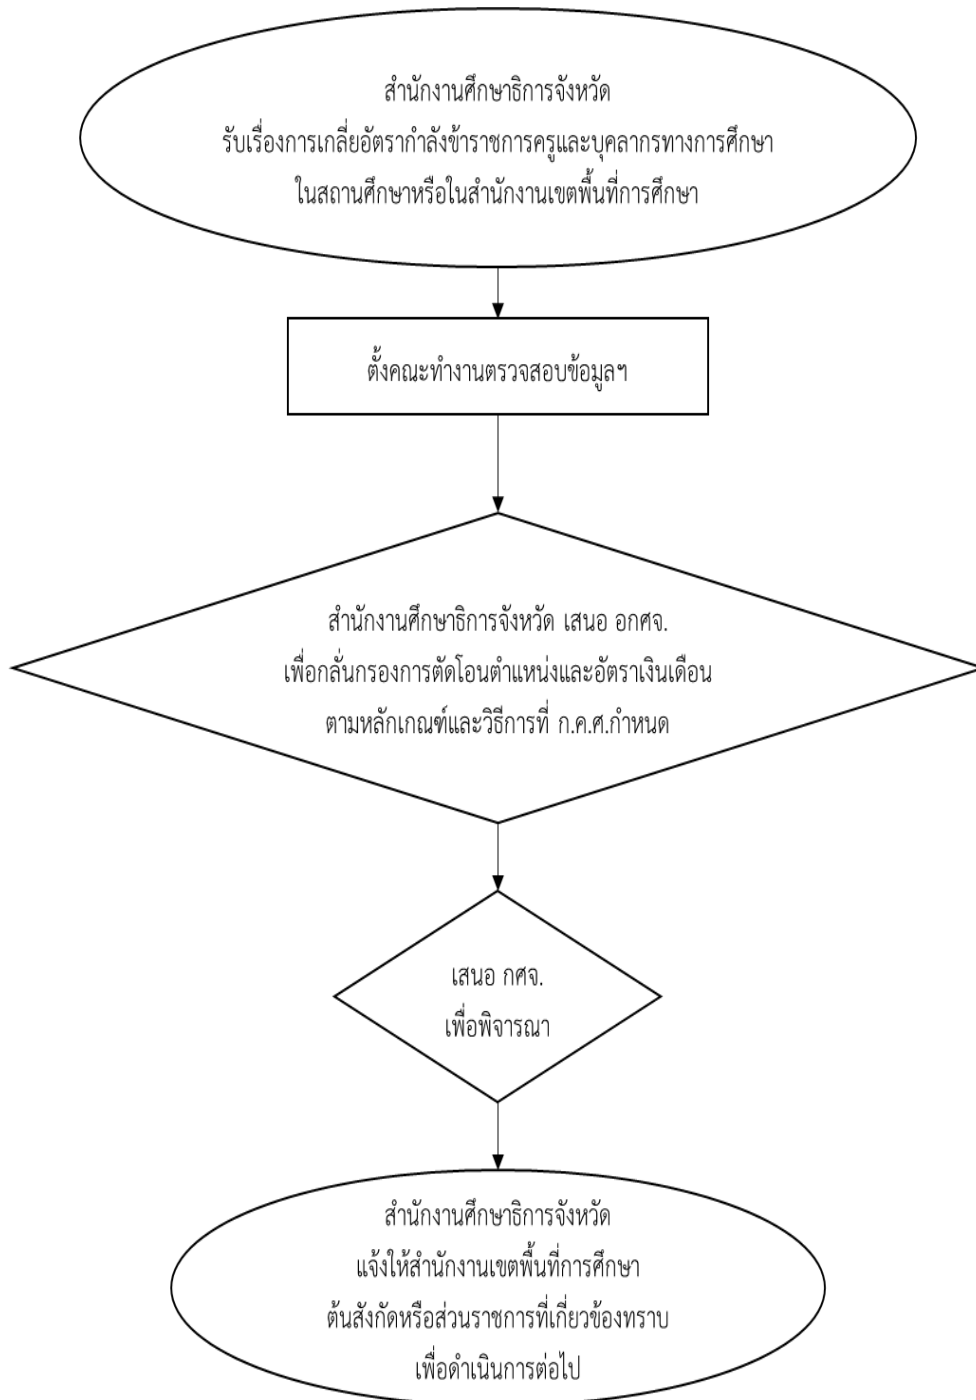 สำนักงานศึกษาธิการจังหวัด
รับเรื่องการเกลี่ยอัตรากำลังข้าราชการครูและบุคลากรทางการศึกษา
ในสถานศึกษาหรือในสำนักงานเขตพื้นที่การศึกษา
ตั้งคณะทำงานตรวจสอบข้อมูลฯ
สำนักงานศึกษาธิการจังหวัด เสนอ อกศจ.
เพื่อกลั่นกรองการตัดโอนตำแหน่งและอัตราเงินเดือน
ตามหลักเกณฑ์และวิธีการที่ ก.ค.ศ.กำหนด
เสนอ กศจ.
เพื่อพิจารณา
สำนักงานศึกษาธิการจังหวัด
แจ้งให้สำนักงานเขตพื้นที่การศึกษา
ต้นสังกัดหรือส่วนราชการที่เกี่ยวข้องทราบ
เพื่อดำเนินการต่อไป